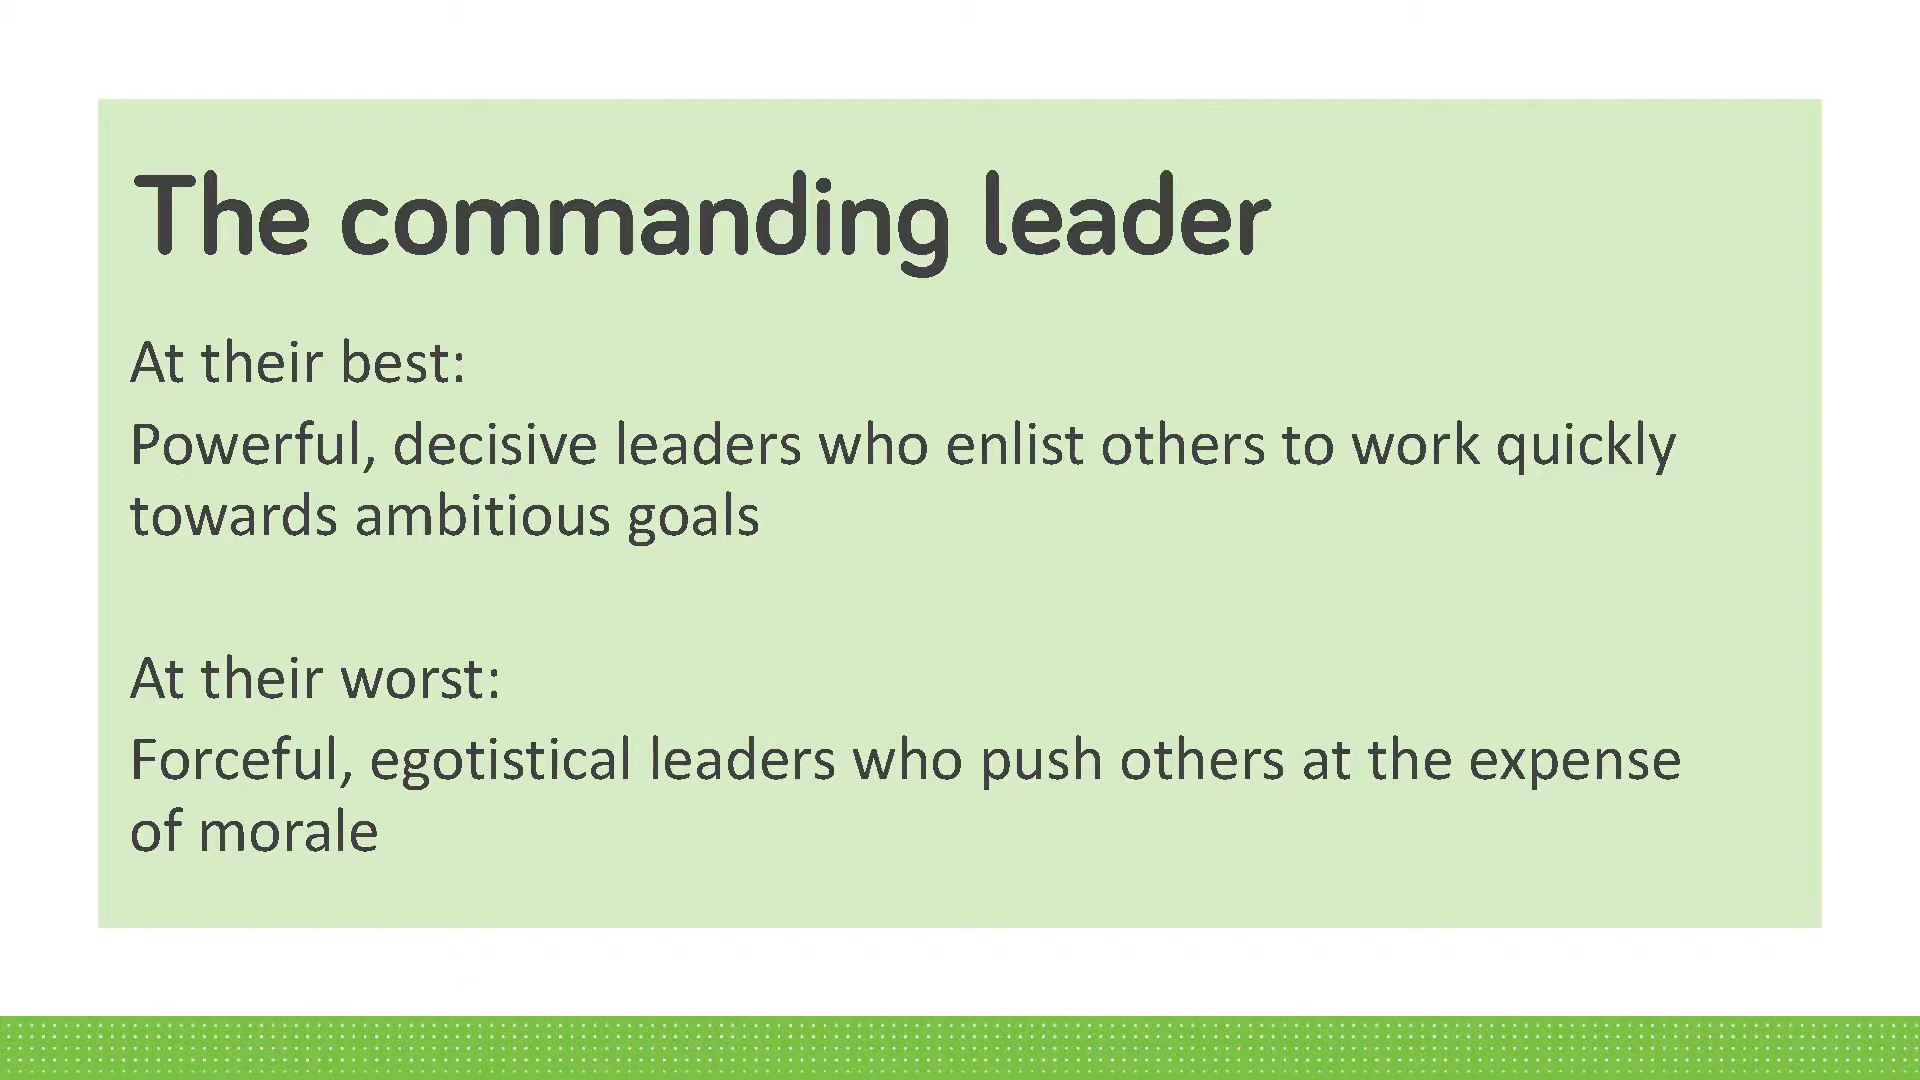 The commanding leader
At their best:
Powerful, decisive leaders who enlist others to work quickly
towards ambitious goals
At their worst:
Forceful, egotistical leaders who push others at the expense
of morale